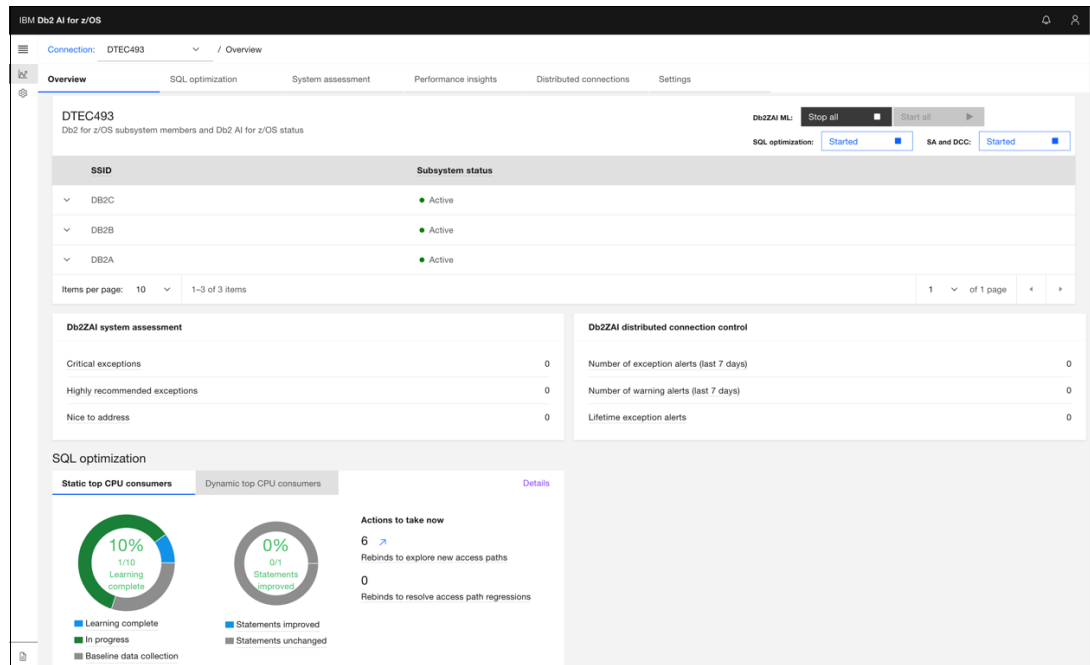 IBM Db2 AI for z/OS
Connection: DTEC493 / Overview
Overview SQL optimization System assessment Performance insights Distributed connections Settings
DTEC493
Db2 for z/OS subsystem members and Db2 AI for z/OS status
Db2ZAI ML: Stop all Start all
SQL optimization: Started SA and DCC: Started
SSID Subsystem status
DB2C Active
DB2B Active
DB2A Active
Items per page: 10 1–3 of 3 items 1 of 1 page
Db2ZAI system assessment
Critical exceptions 0
Highly recommended exceptions 0
Nice to address 0
Db2ZAI distributed connection control
Number of exception alerts (last 7 days) 0
Number of warning alerts (last 7 days) 0
Lifetime exception alerts 0
SQL optimization
Static top CPU consumers Dynamic top CPU consumers Details
10%
1/10
Learning
complete
Learning complete
In progress
Baseline data collection
0%
0/1
Statements
improved
Statements improved
Statements unchanged
Actions to take now
6
Rebinds to explore new access paths
0
Rebinds to resolve access path regressions